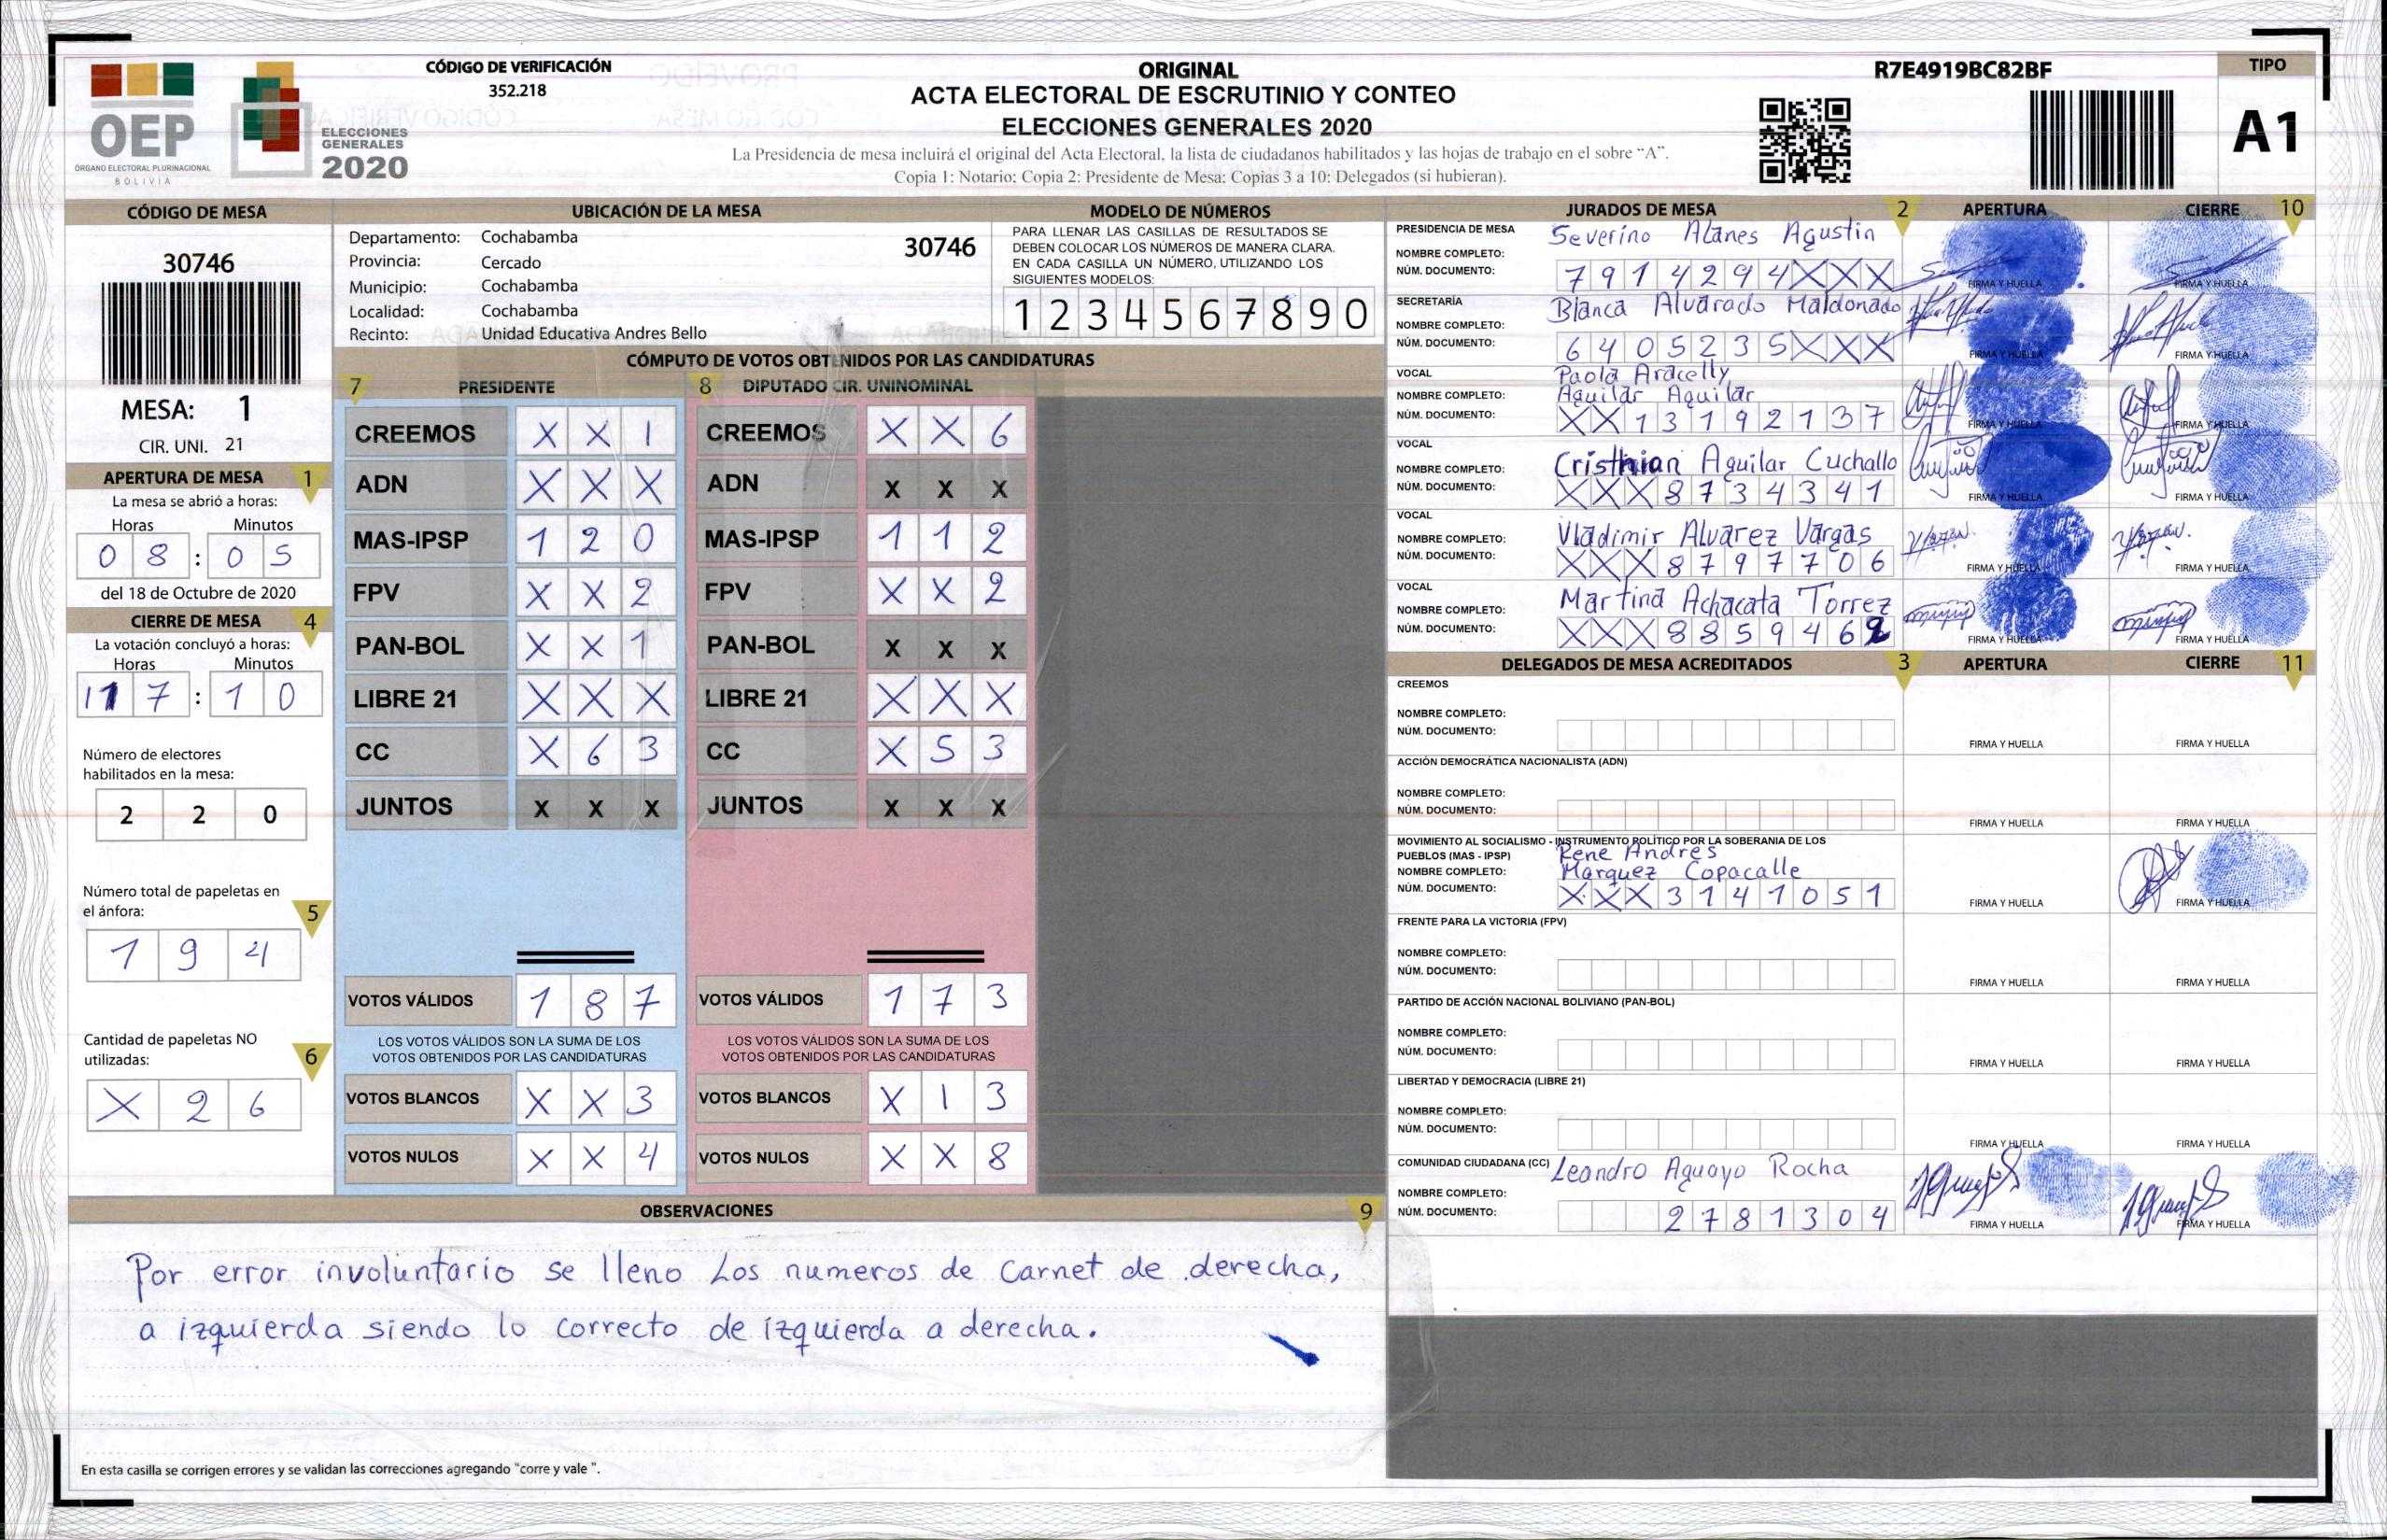 CÓDIGO DE VERIFICACIÓN
352.218
OEP
ÓRGANO ELECTORAL PLURINACIONAL
BOLIVIA
ELECCIONES
GENERALES
2020
ORIGINAL
ACTA ELECTORAL DE ESCRUTINIO Y CONTEO
ELECCIONES GENERALES 2020
La Presidencia de mesa incluirá el original del Acta Electoral, la lista de ciudadanos habilitados y las hojas de trabajo en el sobre “A”.
Copia 1: Notario; Copia 2: Presidente de Mesa; Copias 3 a 10: Delegados (si hubieran).
R7E4919BC82BF
TIPO
A1
CÓDIGO DE MESA
30746
MESA: 1
CIR. UNI. 21
APERTURA DE MESA 1
La mesa se abrió a horas:
Horas Minutos
0 8 : 0 5
del 18 de Octubre de 2020
CIERRE DE MESA 4
La votación concluyó a horas:
Horas Minutos
1 7 : 1 0
Número de electores
habilitados en la mesa:
2 2 0
Número total de papeletas en
el ánfora: 5
1 9 4
Cantidad de papeletas NO
utilizadas: 6
X 2 6
UBICACIÓN DE LA MESA
Departamento: Cochabamba
30746
Provincia: Cercado
Municipio: Cochabamba
Localidad: Cochabamba
Recinto: Unidad Educativa Andres Bello
MODELO DE NÚMEROS
PARA LLENAR LAS CASILLAS DE RESULTADOS SE
DEBEN COLOCAR LOS NÚMEROS DE MANERA CLARA.
EN CADA CASILLA UN NÚMERO, UTILIZANDO LOS
SIGUIENTES MODELOS:
1 2 3 4 5 6 7 8 9 0
CÓMPUTO DE VOTOS OBTENIDOS POR LAS CANDIDATURAS
7 PRESIDENTE
CREEMOS X X 1
ADN X X X
MAS-IPSP 1 2 0
FPV X X 2
PAN-BOL X X 1
LIBRE 21 X X X
CC X 6 3
JUNTOS X X X
VOTOS VÁLIDOS 1 8 7
LOS VOTOS VÁLIDOS SON LA SUMA DE LOS
VOTOS OBTENIDOS POR LAS CANDIDATURAS
VOTOS BLANCOS X X 3
VOTOS NULOS X X 4
8 DIPUTADO CIR. UNINOMINAL
CREEMOS X X 6
ADN X X X
MAS-IPSP 1 1 2
FPV X X 2
PAN-BOL X X X
LIBRE 21 X X X
CC X 5 3
JUNTOS X X X
VOTOS VÁLIDOS 1 7 3
LOS VOTOS VÁLIDOS SON LA SUMA DE LOS
VOTOS OBTENIDOS POR LAS CANDIDATURAS
VOTOS BLANCOS X 1 3
VOTOS NULOS X X 8
OBSERVACIONES 9
Por error involuntario se lleno Los numeros de Carnet de derecha,
a izquierda siendo lo correcto de izquierda a derecha.
En esta casilla se corrigen errores y se validan las correcciones agregando "corre y vale ".
JURADOS DE MESA 2 APERTURA CIERRE 10
PRESIDENCIA DE MESA
Severino Alanes Agustin
NOMBRE COMPLETO:
NÚM. DOCUMENTO: 7 9 1 4 2 9 4 X X X
FIRMA Y HUELLA FIRMA Y HUELLA
SECRETARÍA
Blanca Alvarado Maldonado
NOMBRE COMPLETO:
NÚM. DOCUMENTO: 6 4 0 5 2 3 5 X X X
FIRMA Y HUELLA FIRMA Y HUELLA
VOCAL
Paola Aracelly
NOMBRE COMPLETO: Aguilar Aguilar
NÚM. DOCUMENTO: X X 1 3 1 9 2 1 3 7
FIRMA Y HUELLA FIRMA Y HUELLA
VOCAL
NOMBRE COMPLETO: Cristhian Aguilar Cuchallo
NÚM. DOCUMENTO: X X X 8 7 3 4 3 4 1
FIRMA Y HUELLA FIRMA Y HUELLA
VOCAL
NOMBRE COMPLETO: Vladimir Alvarez Vargas
NÚM. DOCUMENTO: X X X 8 7 9 7 7 0 6
FIRMA Y HUELLA FIRMA Y HUELLA
VOCAL
NOMBRE COMPLETO: Martina Achacata Torrez
NÚM. DOCUMENTO: X X X 8 8 5 9 4 6 2
FIRMA Y HUELLA FIRMA Y HUELLA
DELEGADOS DE MESA ACREDITADOS 3 APERTURA CIERRE 11
CREEMOS
NOMBRE COMPLETO:
NÚM. DOCUMENTO:
FIRMA Y HUELLA FIRMA Y HUELLA
ACCIÓN DEMOCRÁTICA NACIONALISTA (ADN)
NOMBRE COMPLETO:
NÚM. DOCUMENTO:
FIRMA Y HUELLA FIRMA Y HUELLA
MOVIMIENTO AL SOCIALISMO - INSTRUMENTO POLÍTICO POR LA SOBERANIA DE LOS
PUEBLOS (MAS - IPSP) Rene Andres
NOMBRE COMPLETO: Marquez Copacalle
NÚM. DOCUMENTO: X X X 3 1 4 1 0 5 1
FIRMA Y HUELLA FIRMA Y HUELLA
FRENTE PARA LA VICTORIA (FPV)
NOMBRE COMPLETO:
NÚM. DOCUMENTO:
FIRMA Y HUELLA FIRMA Y HUELLA
PARTIDO DE ACCIÓN NACIONAL BOLIVIANO (PAN-BOL)
NOMBRE COMPLETO:
NÚM. DOCUMENTO:
FIRMA Y HUELLA FIRMA Y HUELLA
LIBERTAD Y DEMOCRACIA (LIBRE 21)
NOMBRE COMPLETO:
NÚM. DOCUMENTO:
FIRMA Y HUELLA FIRMA Y HUELLA
COMUNIDAD CIUDADANA (CC) Leandro Aguayo Rocha
NOMBRE COMPLETO:
NÚM. DOCUMENTO: 2 7 8 1 3 0 4
FIRMA Y HUELLA FIRMA Y HUELLA